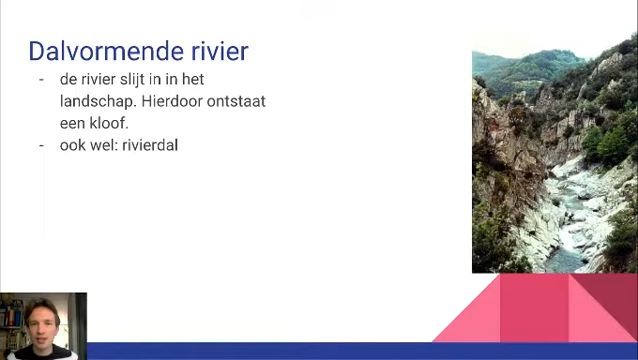 Dalvormende rivier
- de rivier slijt in in het
landschap. Hierdoor ontstaat
een kloof.
- ook wel: rivierdal